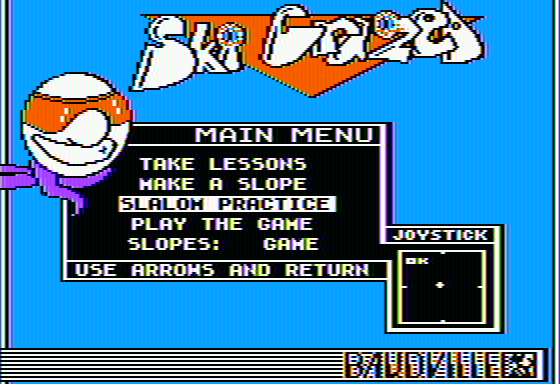 Ski Crazed
MAIN MENU
TAKE LESSONS
MAKE A SLOPE
SLALOM PRACTICE
PLAY THE GAME
SLOPES: GAME
USE ARROWS AND RETURN
JOYSTICK
OK
BAUDVILLE